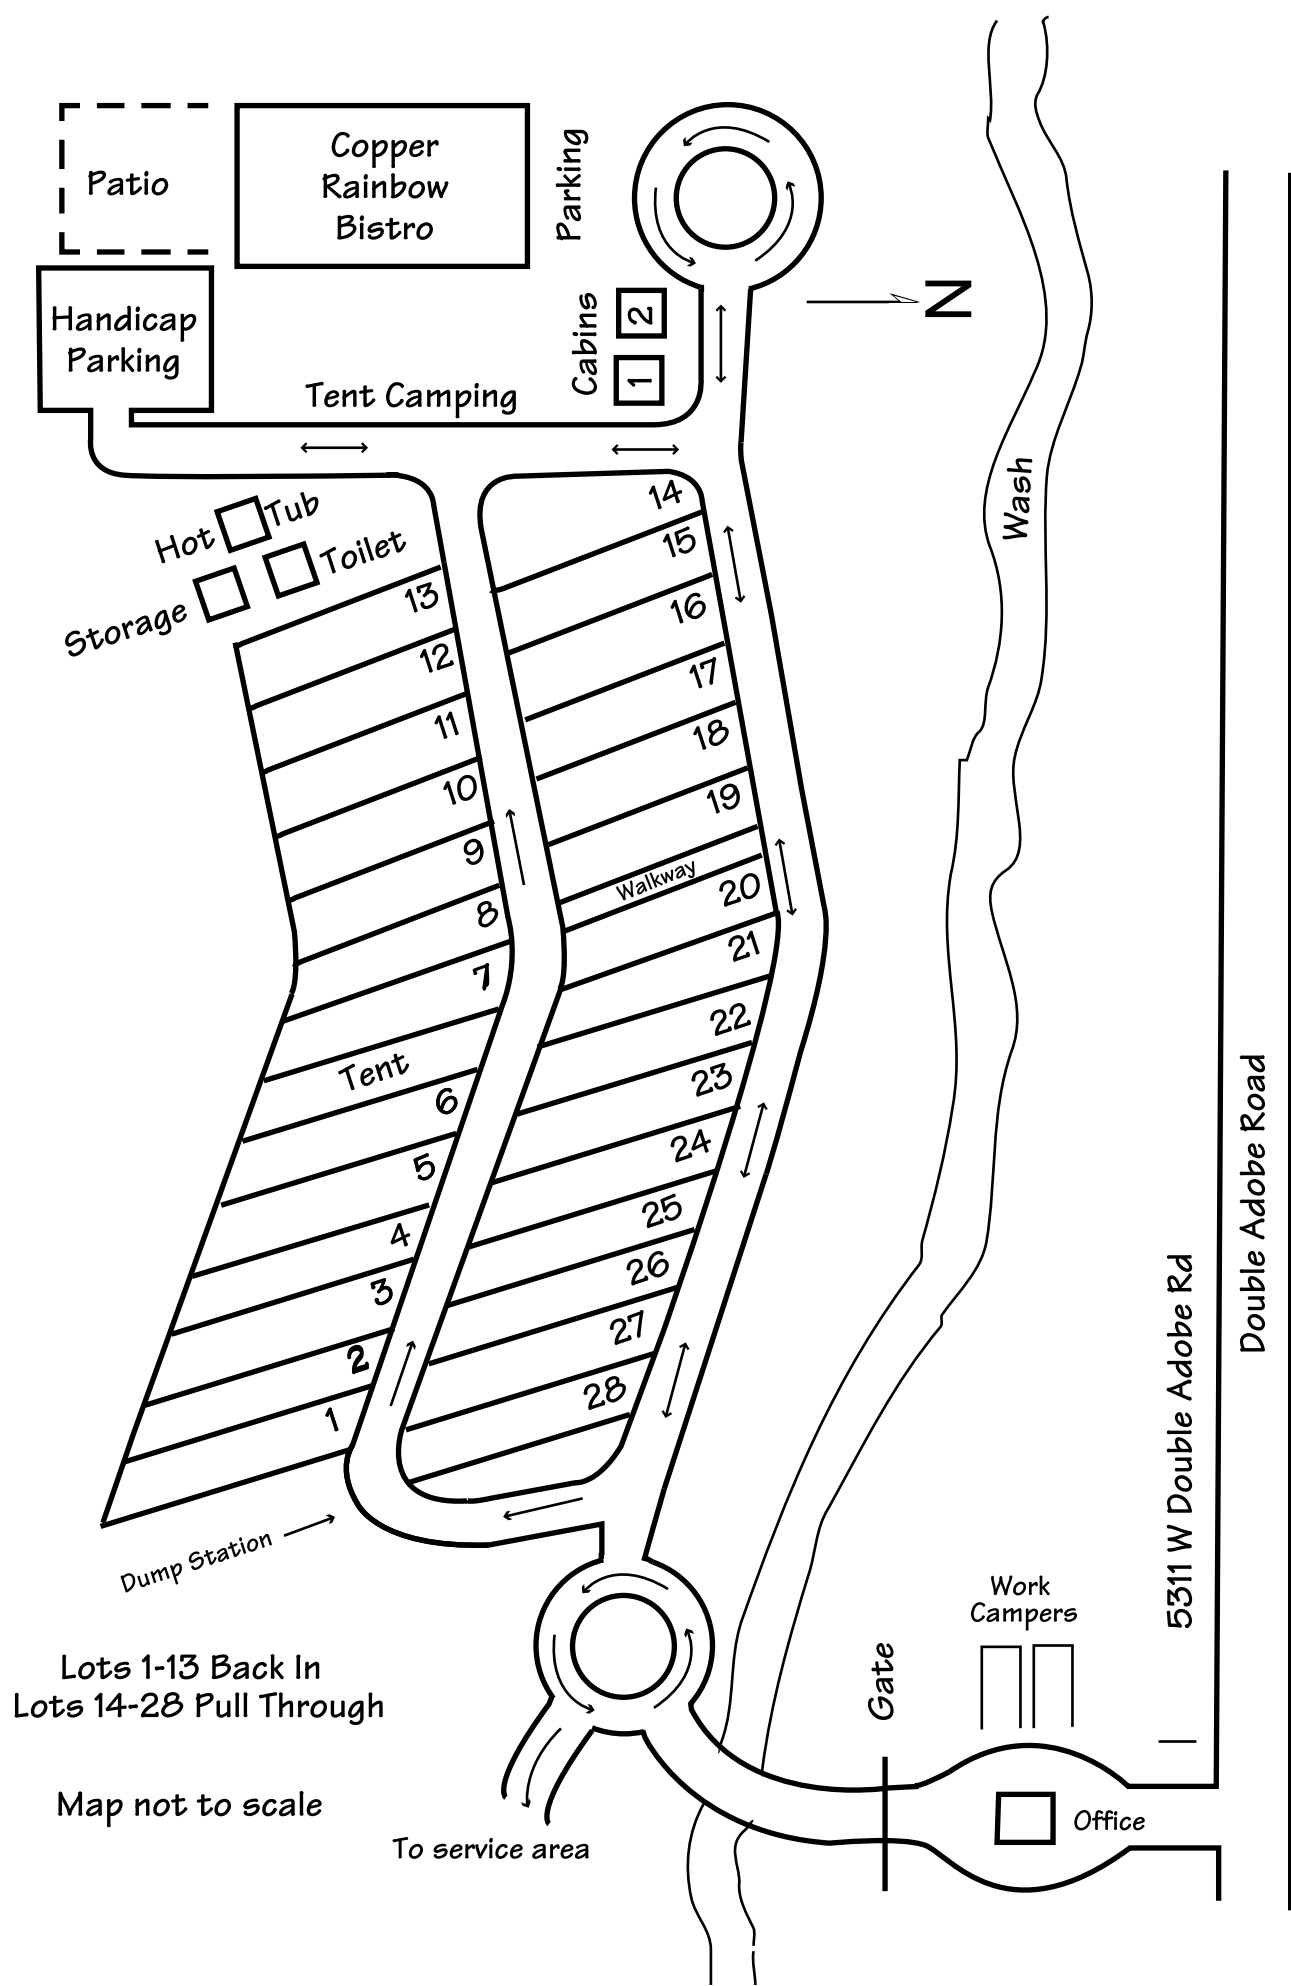 Patio
Copper
Rainbow
Bistro
Parking
Handicap
Parking
Cabins
2
1
N
Tent Camping
Hot Tub
Toilet
Storage
14
15
16
17
18
19
Walkway
20
21
22
23
24
25
26
27
28
13
12
11
10
9
8
7
Tent
6
5
4
3
2
1
Wash
Double Adobe Road
5311 W Double Adobe Rd
Dump Station
Work
Campers
Gate
Office
Lots 1-13 Back In
Lots 14-28 Pull Through
Map not to scale
To service area